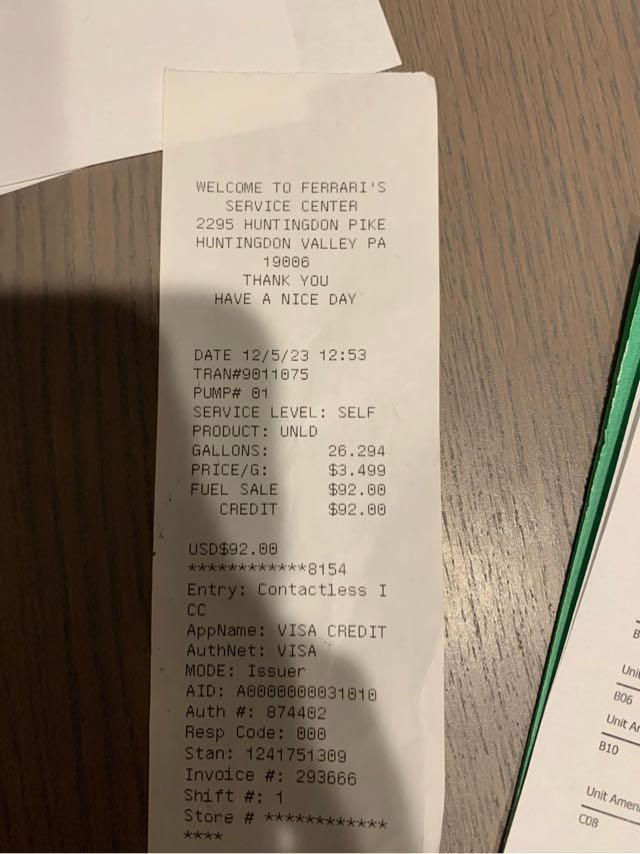 WELCOME TO FERRARI'S
SERVICE CENTER
2295 HUNTINGDON PIKE
HUNTINGDON VALLEY PA
19006
THANK YOU
HAVE A NICE DAY
DATE 12/5/23 12:53
TRAN#9011075
PUMP# 01
SERVICE LEVEL: SELF
PRODUCT: UNLD
GALLONS: 26.294
PRICE/G: $3.499
FUEL SALE $92.00
CREDIT $92.00
USD$92.00
************8154
Entry: Contactless I
CC
AppName: VISA CREDIT
AuthNet: VISA
MODE: Issuer
AID: A0000000031010
Auth #: 874402
Resp Code: 000
Stan: 1241751309
Invoice #: 293666
Shift #: 1
Store # ************
****
B06
Unit
B10
Unit
C08